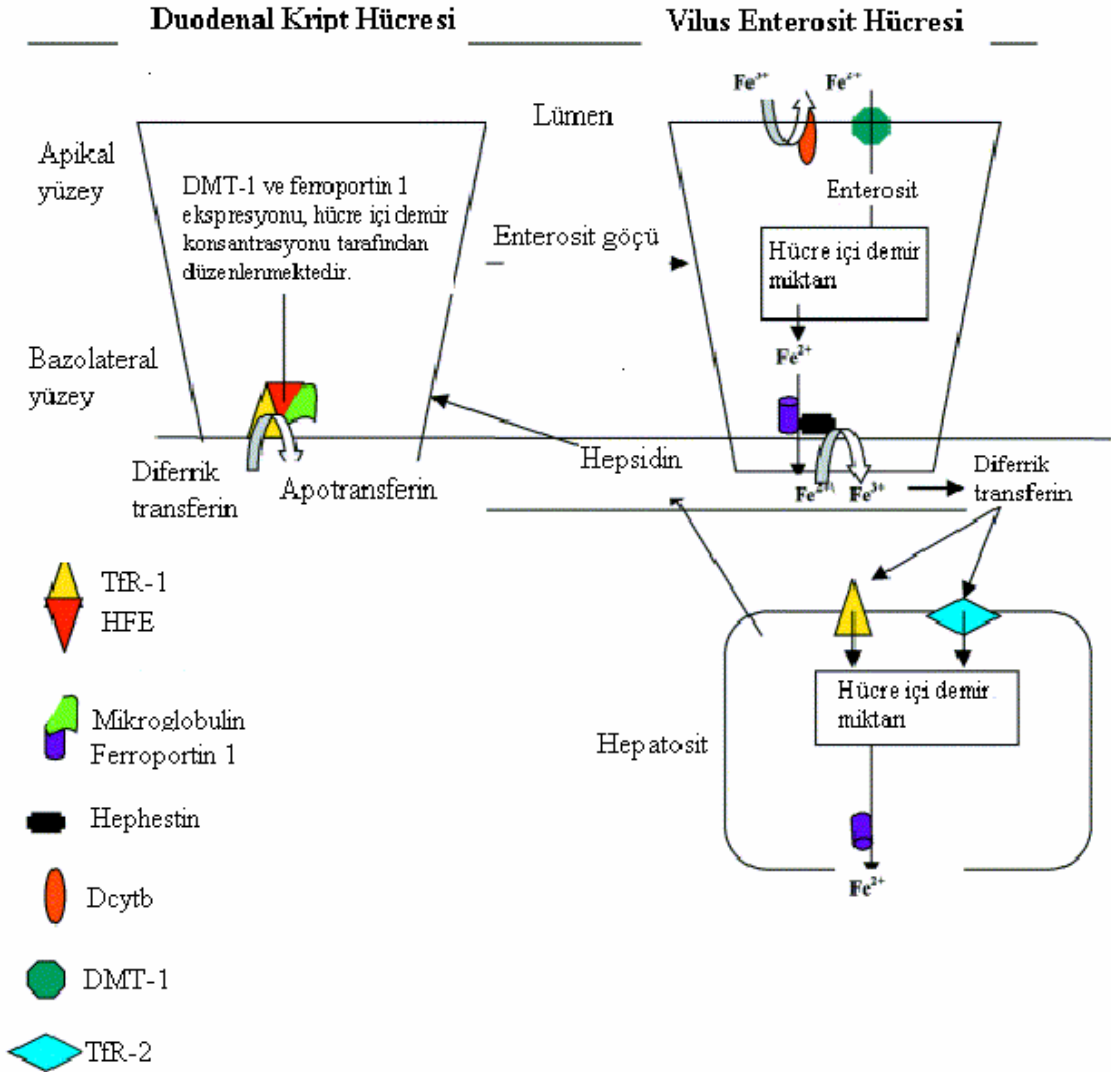 Duodenal Kript Hücresi
Vilus Enterosit Hücresi
Fe³⁺
Fe²⁺
Lümen
Apikal
yüzey
DMT-1 ve ferroportin 1
ekspresyonu, hücre içi demir
konsantrasyonu tarafından
düzenlenmektedir.
Enterosit
Enterosit göçü
Hücre içi demir
miktarı
Bazolateral
yüzey
Fe²⁺
Hepsidin
Diferrik
transferin
Apotransferin
Fe²⁺
Fe³⁺
Diferrik
transferin
TfR-1
HFE
Hücre içi demir
miktarı
Mikroglobulin
Ferroportin 1
Hepatosit
Hephestin
Fe²⁺
Dcytb
DMT-1
TfR-2